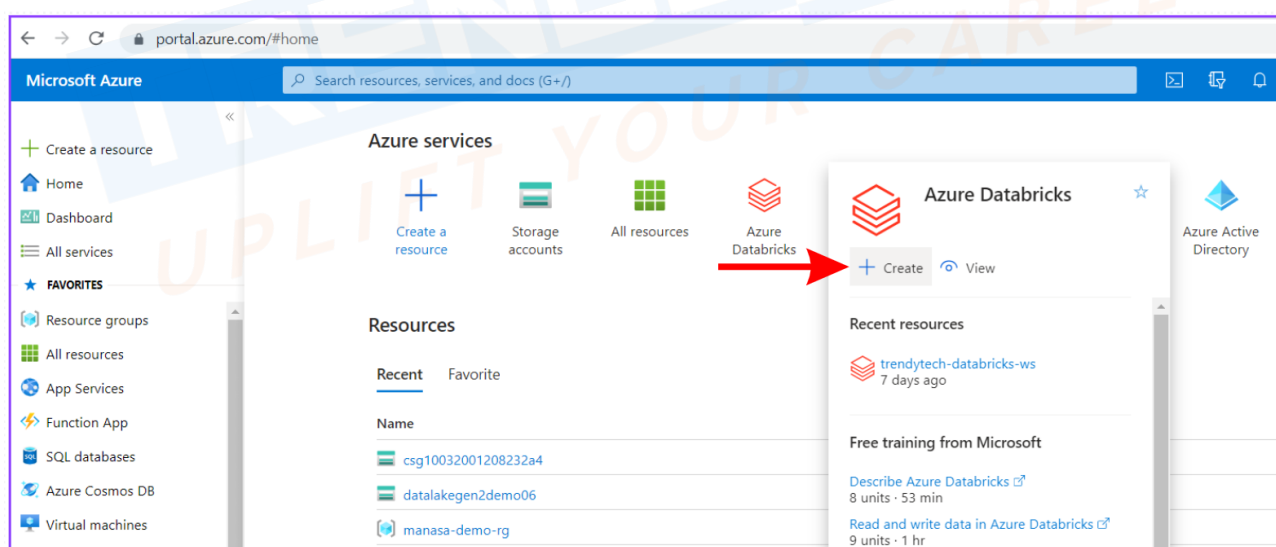 portal.azure.com/#home
Microsoft Azure
Search resources, services, and docs (G+/)
«
Create a resource
Home
Dashboard
All services
FAVORITES
Resource groups
All resources
App Services
Function App
SQL databases
Azure Cosmos DB
Virtual machines
Azure services
Create a
resource
Storage
accounts
All resources
Azure
Databricks
Azure Active
Directory
Resources
Recent Favorite
Name
csg10032001208232a4
datalakegen2demo06
manasa-demo-rg
Azure Databricks
+ Create View
Recent resources
trendytech-databricks-ws
7 days ago
Free training from Microsoft
Describe Azure Databricks
8 units · 53 min
Read and write data in Azure Databricks
9 units · 1 hr
UPLIFT YOUR